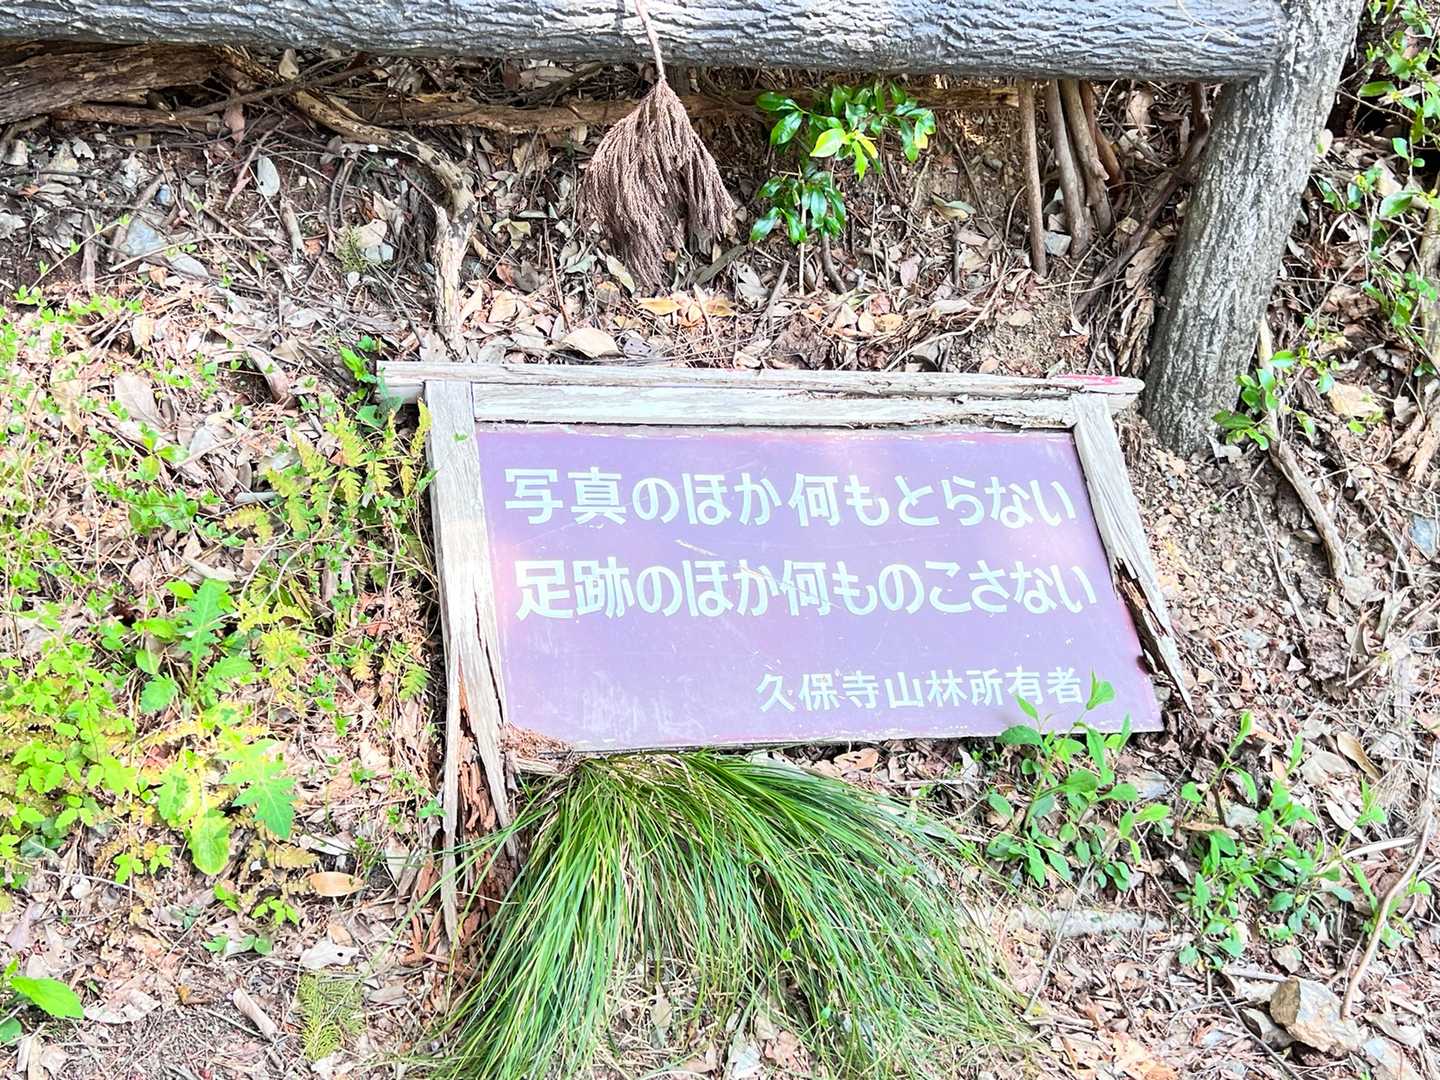 写真のほか何もとらない
足跡のほか何ものこさない
久保寺山林所有者